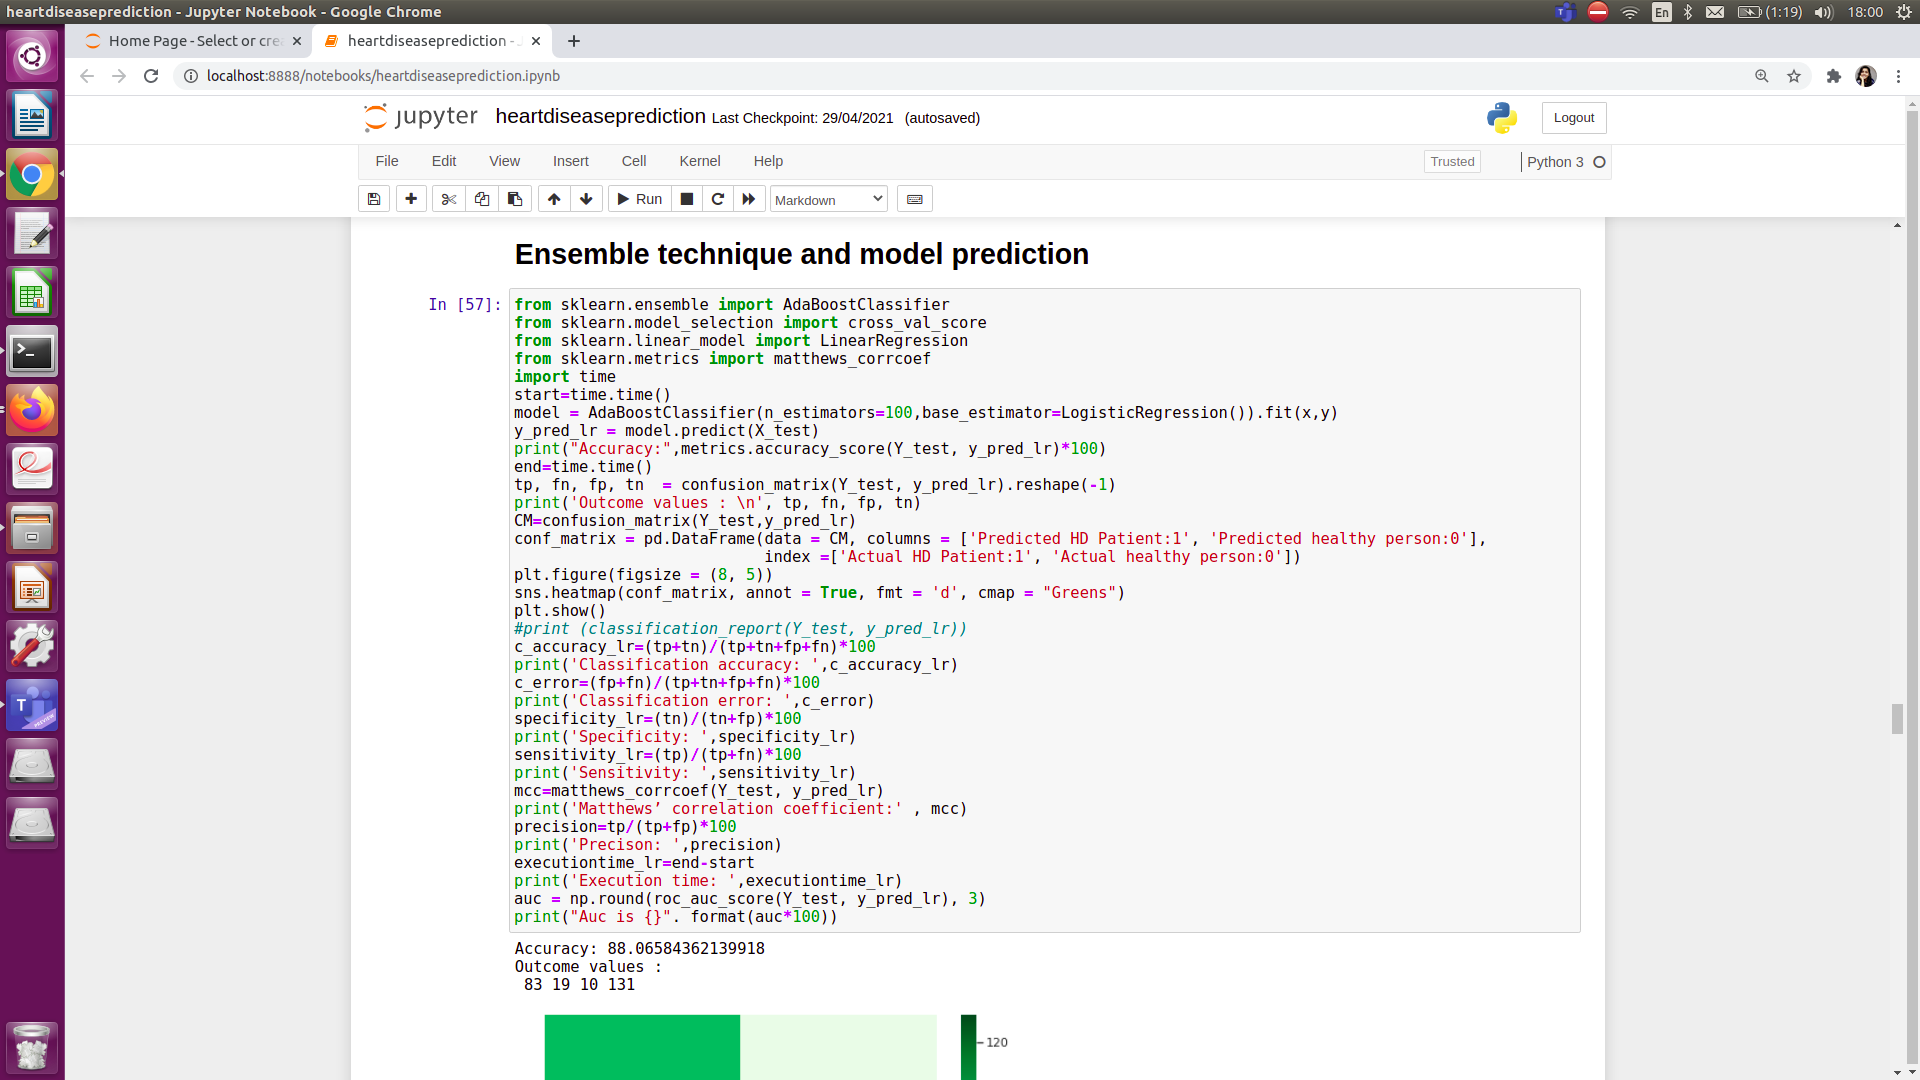 heartdiseaseprediction - Jupyter Notebook - Google Chrome
En
(1:19)
18:00
Home Page - Select or cre
heartdiseaseprediction - J
localhost:8888/notebooks/heartdiseaseprediction.ipynb
jupyter
heartdiseaseprediction Last Checkpoint: 29/04/2021 (autosaved)
Logout
File Edit View Insert Cell Kernel Help
Trusted
Python 3
Run
Markdown
Ensemble technique and model prediction
In [57]:
from sklearn.ensemble import AdaBoostClassifier
from sklearn.model_selection import cross_val_score
from sklearn.linear_model import LinearRegression
from sklearn.metrics import matthews_corrcoef
import time
start=time.time()
model = AdaBoostClassifier(n_estimators=100,base_estimator=LogisticRegression()).fit(x,y)
y_pred_lr = model.predict(X_test)
print("Accuracy:",metrics.accuracy_score(Y_test, y_pred_lr)*100)
end=time.time()
tp, fn, fp, tn  = confusion_matrix(Y_test, y_pred_lr).reshape(-1)
print('Outcome values : \n', tp, fn, fp, tn)
CM=confusion_matrix(Y_test,y_pred_lr)
conf_matrix = pd.DataFrame(data = CM, columns = ['Predicted HD Patient:1', 'Predicted healthy person:0'],
                           index =['Actual HD Patient:1', 'Actual healthy person:0'])
plt.figure(figsize = (8, 5))
sns.heatmap(conf_matrix, annot = True, fmt = 'd', cmap = "Greens")
plt.show()
#print (classification_report(Y_test, y_pred_lr))
c_accuracy_lr=(tp+tn)/(tp+tn+fp+fn)*100
print('Classification accuracy: ',c_accuracy_lr)
c_error=(fp+fn)/(tp+tn+fp+fn)*100
print('Classification error: ',c_error)
specificity_lr=(tn)/(tn+fp)*100
print('Specificity: ',specificity_lr)
sensitivity_lr=(tp)/(tp+fn)*100
print('Sensitivity: ',sensitivity_lr)
mcc=matthews_corrcoef(Y_test, y_pred_lr)
print('Matthews’ correlation coefficient:' , mcc)
precision=tp/(tp+fp)*100
print('Precison: ',precision)
executiontime_lr=end-start
print('Execution time: ',executiontime_lr)
auc = np.round(roc_auc_score(Y_test, y_pred_lr), 3)
print("Auc is {}". format(auc*100))
Accuracy: 88.06584362139918
Outcome values :
 83 19 10 131
120